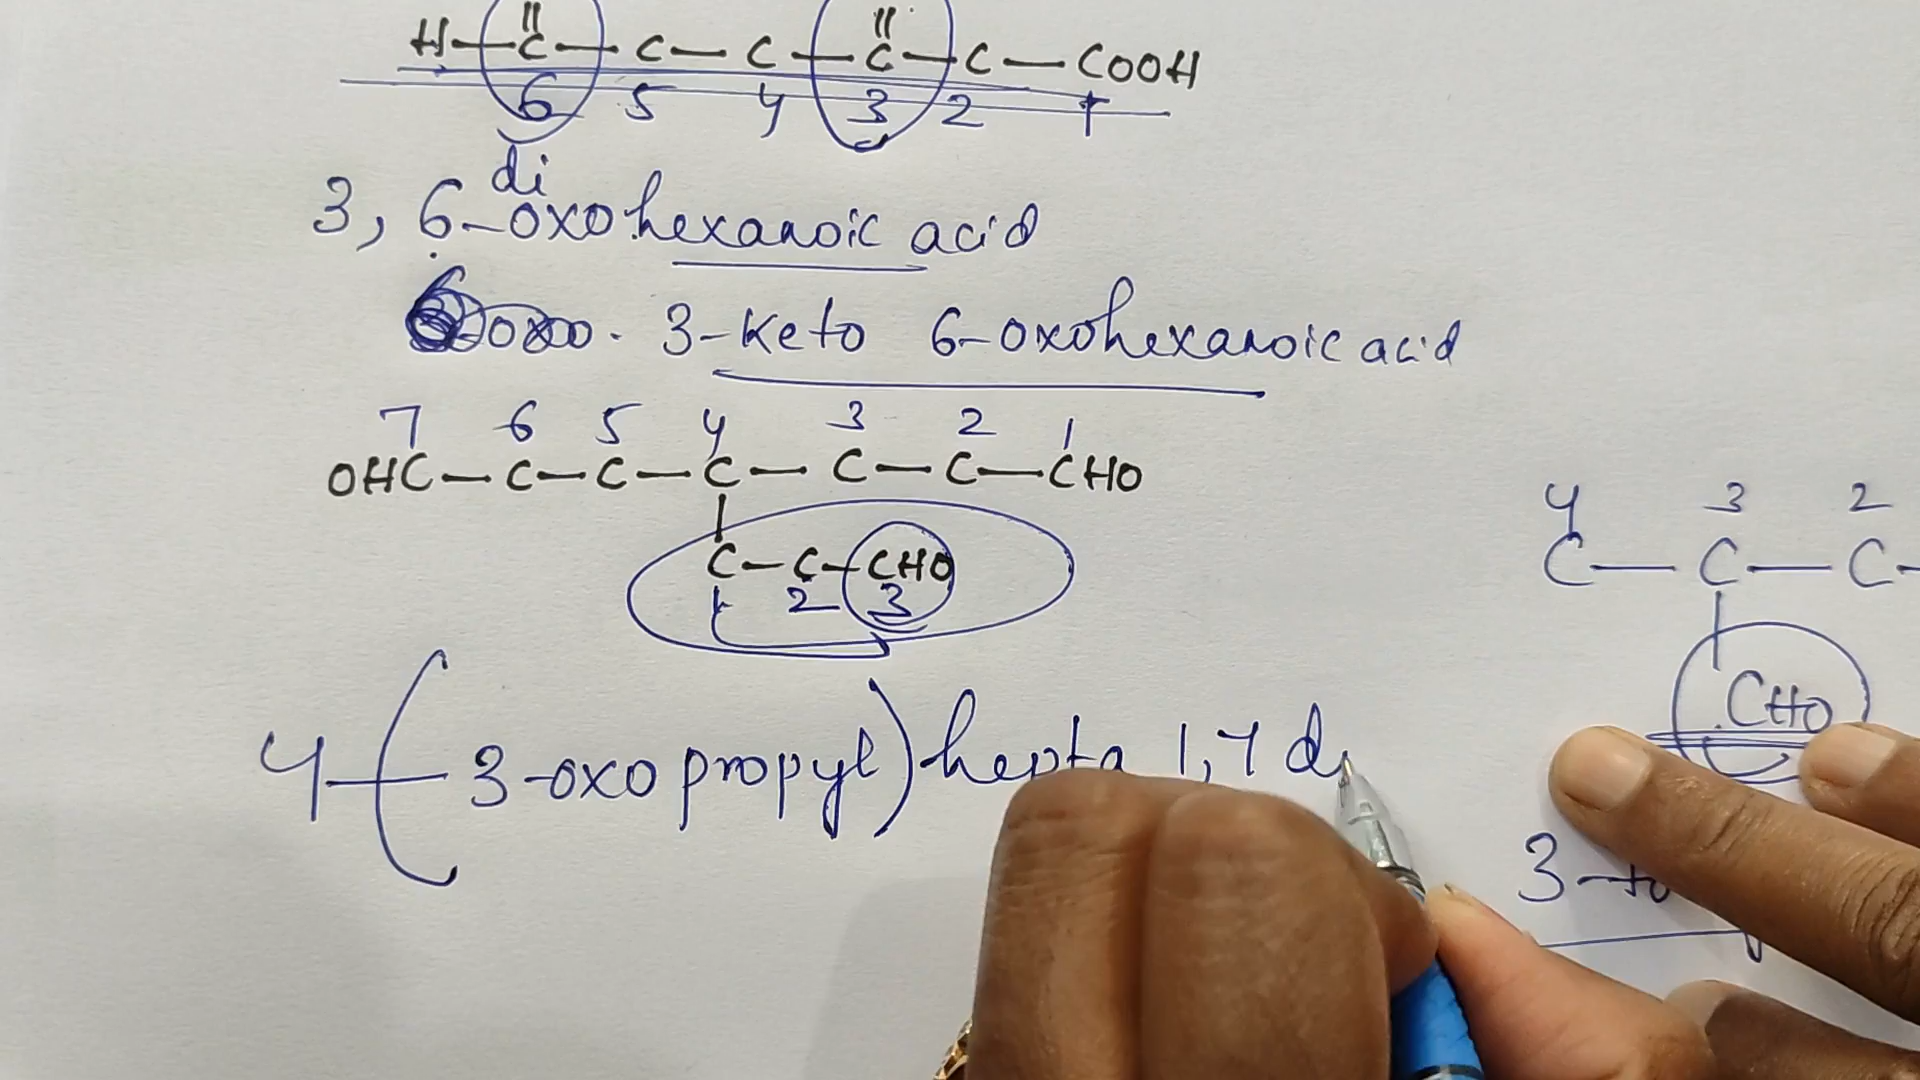 H—C—C—C—C—C—COOH
6 5 4 3 2 1
di
3, 6-oxohexanoic acid
3-Keto 6-oxohexanoic acid
7 6 5 4 3 2 1
OHC—C—C—C—C—C—CHO
C—C—CHO
2 3
4-(3-oxopropyl) hepta 1,7 di
4 3 2
C—C—C-
CHO
3-fo